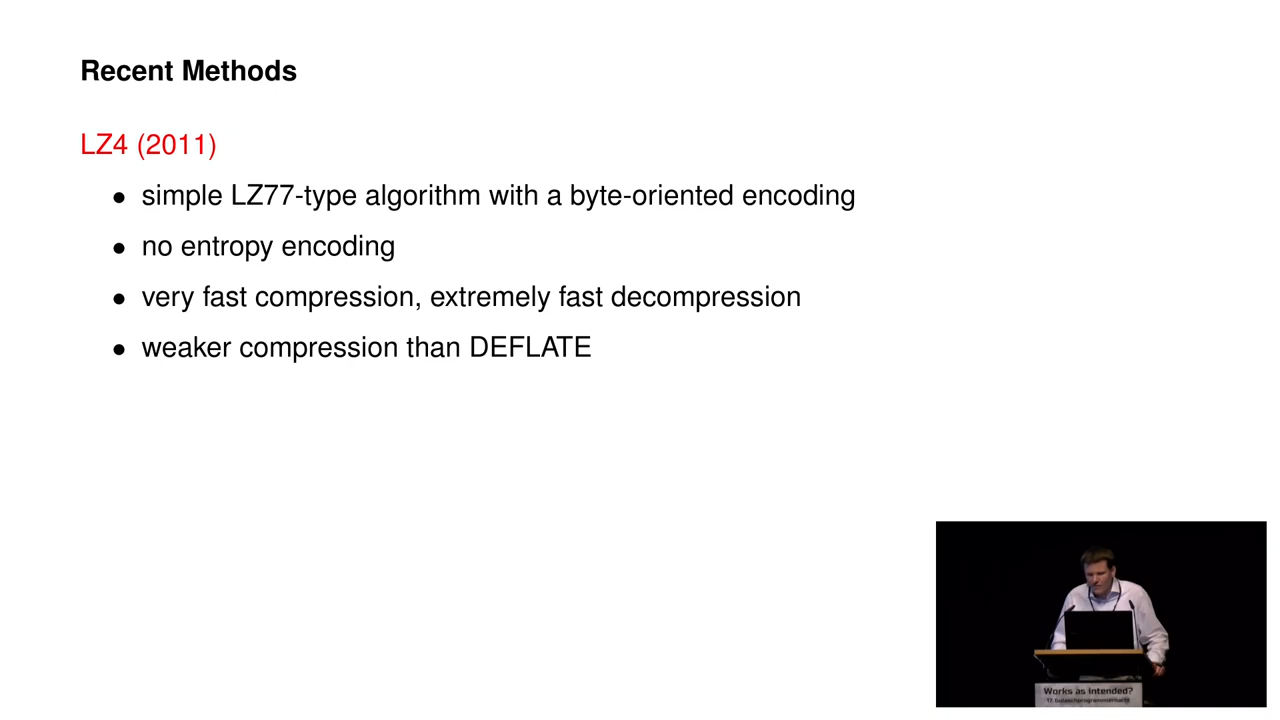 Recent Methods
LZ4 (2011)
• simple LZ77-type algorithm with a byte-oriented encoding
• no entropy encoding
• very fast compression, extremely fast decompression
• weaker compression than DEFLATE
Works as intended?